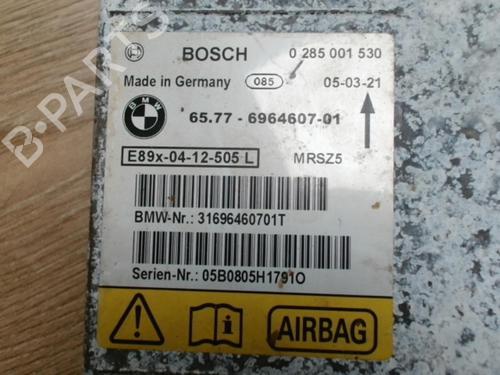 BOSCH 0 285 001 530
Made in Germany 085 05-03-21
BMW
65.77 - 6964607-01
E89x-04-12-505 L MRSZ5
BMW-Nr.: 31696460701T
Serien-Nr.: 05B0805H1791O
AIRBAG
B-PARTS